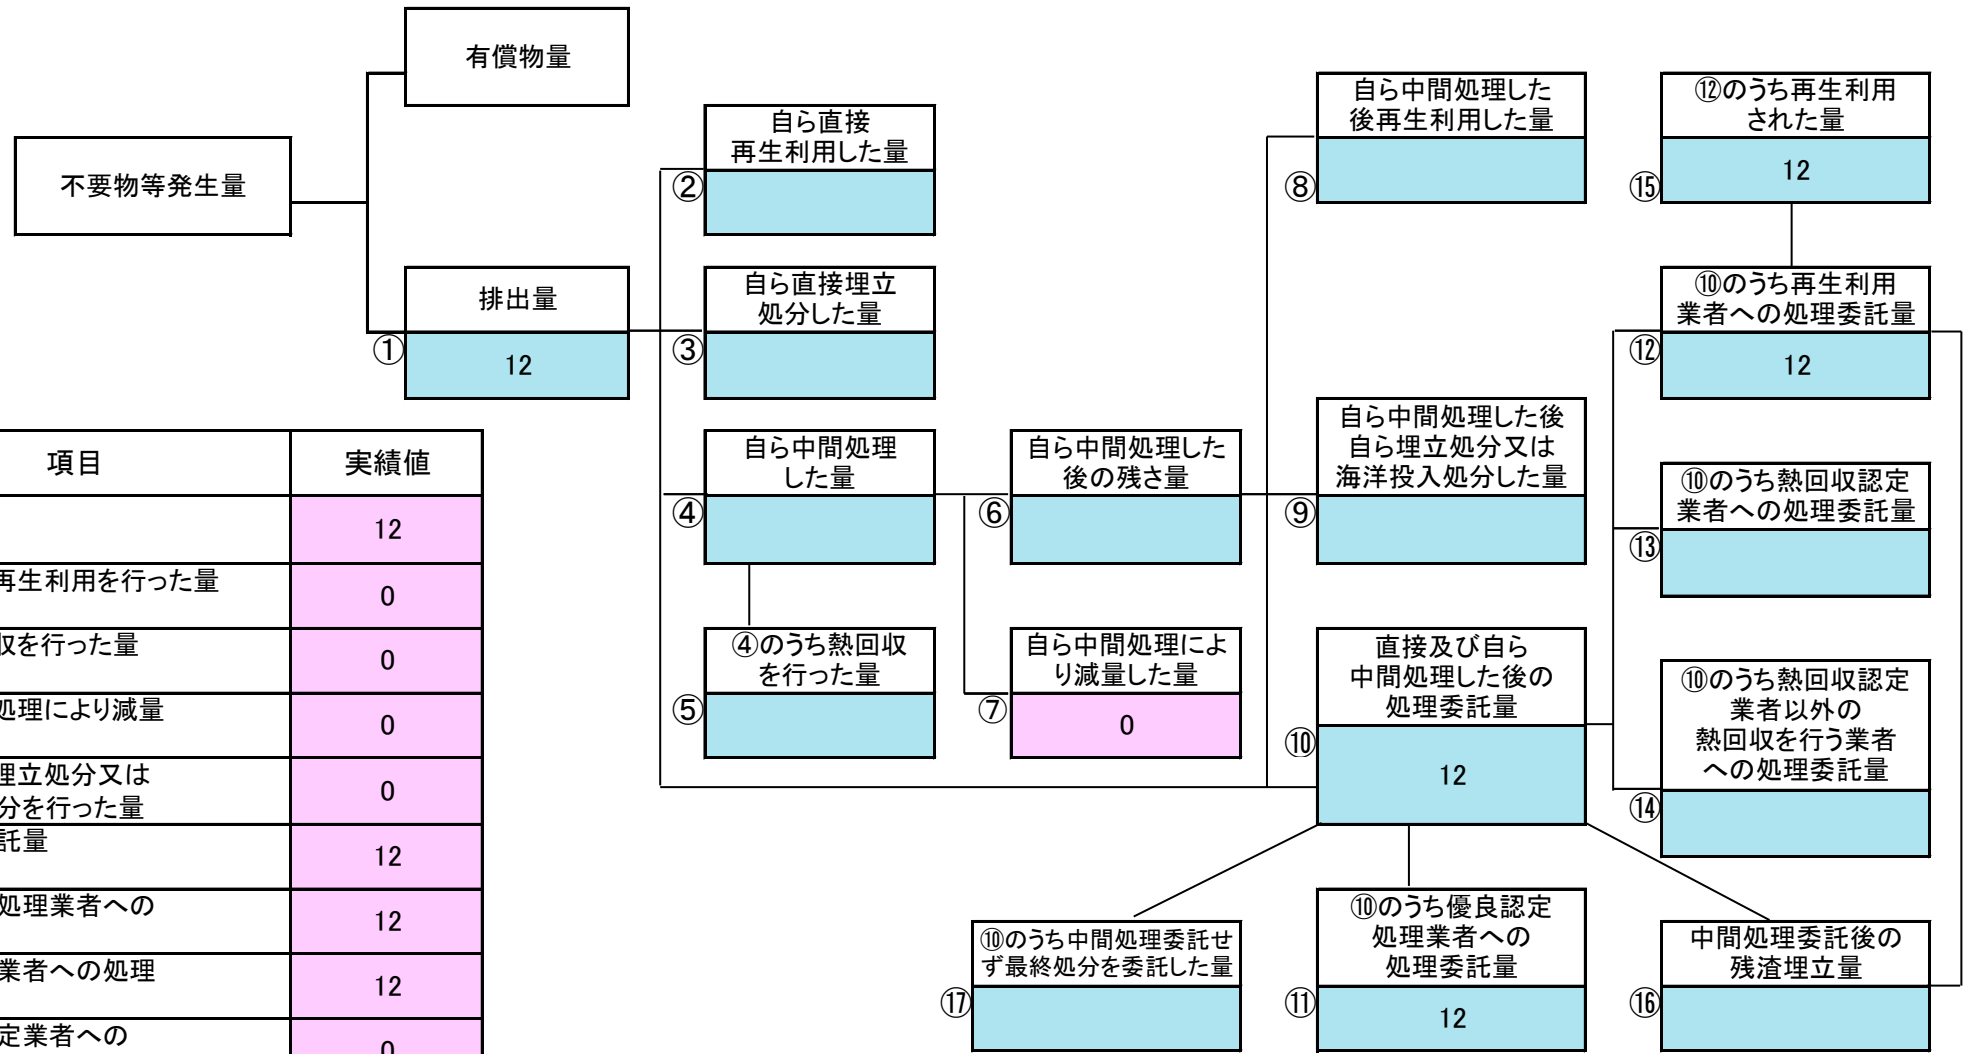 有償物量
不要物等発生量
排出量
①
12
自ら直接
再生利用した量
②
自ら直接埋立
処分した量
③
自ら中間処理
した量
④
④のうち熱回収
を行った量
⑤
自ら中間処理した
後の残さ量
⑥
自ら中間処理によ
り減量した量
⑦
0
自ら中間処理した
後再生利用した量
⑧
自ら中間処理した後
自ら埋立処分又は
海洋投入処分した量
⑨
直接及び自ら
中間処理した後の
処理委託量
⑩
12
⑫のうち再生利用
された量
⑮
12
⑩のうち再生利用
業者への処理委託量
⑫
12
⑩のうち熱回収認定
業者への処理委託量
⑬
⑩のうち熱回収認定
業者以外の
熱回収を行う業者
への処理委託量
⑭
⑩のうち中間処理委託せ
ず最終処分を委託した量
⑰
⑩のうち優良認定
処理業者への
処理委託量
⑪
12
中間処理委託後の
残渣埋立量
⑯
項目 実績値
12
再生利用を行った量
0
収を行った量
0
処理により減量
0
埋立処分又は
分を行った量
0
託量
12
処理業者への
12
業者への処理
12
定業者への
0